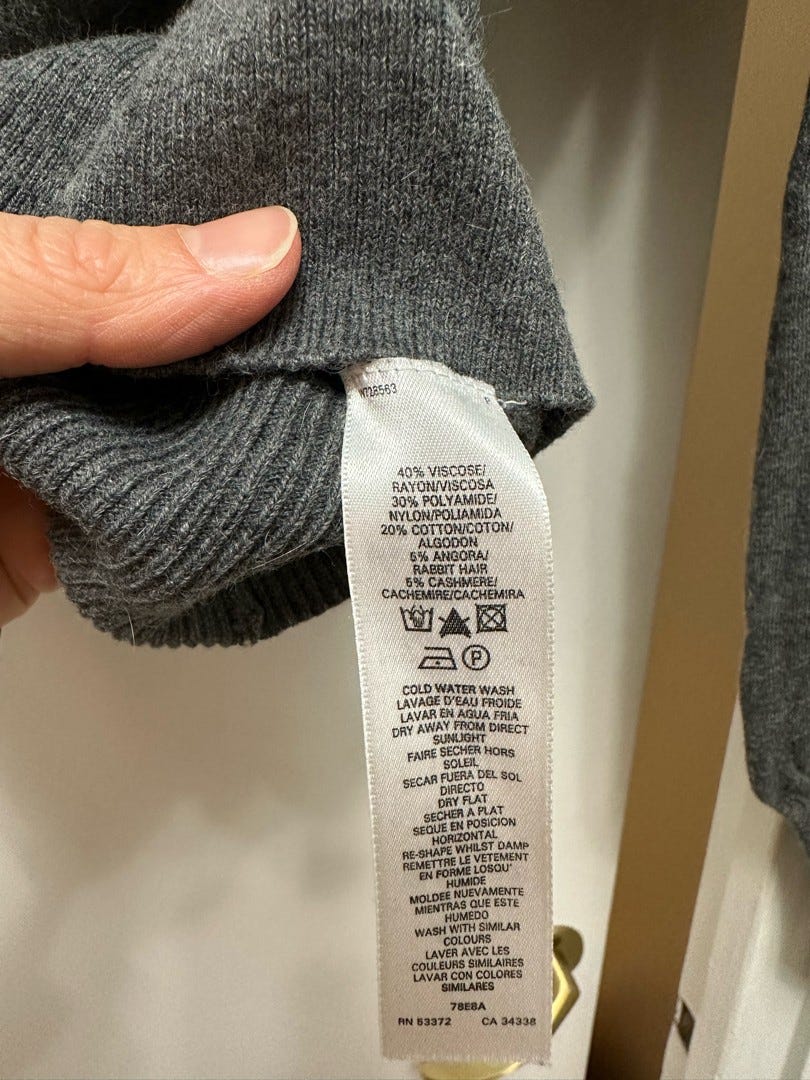 40% VISCOSE/
RAYON/VISCOSA
30% POLYAMIDE/
NYLON/POLIAMIDA
20% COTTON/COTON/
ALGODON
5% ANGORA/
RABBIT HAIR
5% CASHMERE/
CACHEMIRE/CACHEMIRA
P
COLD WATER WASH
LAVAGE D'EAU FROIDE
LAVAR EN AGUA FRIA
DRY AWAY FROM DIRECT
SUNLIGHT
FAIRE SECHER HORS
SOLEIL
SECAR FUERA DEL SOL
DIRECTO
DRY FLAT
SECHER A PLAT
SEQUE EN POSICION
HORIZONTAL
RE-SHAPE WHILST DAMP
REMETTRE LE VETEMENT
EN FORME LOSQU'
HUMIDE
MOLDEE NUEVAMENTE
MIENTRAS QUE ESTE
HUMEDO
WASH WITH SIMILAR
COLOURS
LAVER AVEC LES
COULEURS SIMILAIRES
LAVAR CON COLORES
SIMILARES
78E8A
RN 53372 CA 34338